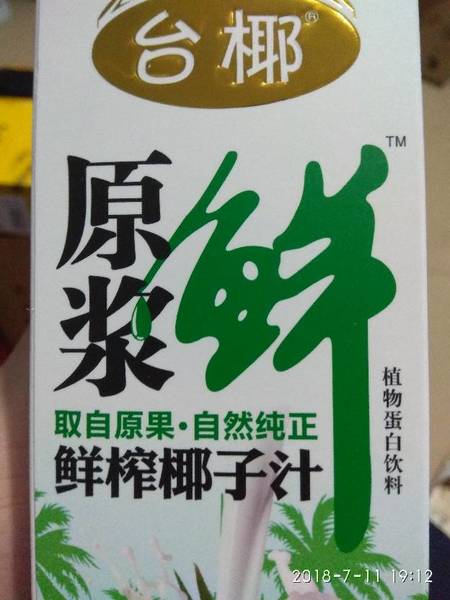 台椰®
原浆
鲜™
取自原果·自然纯正
鲜榨椰子汁
植物蛋白饮料
2018-7-11 19:12